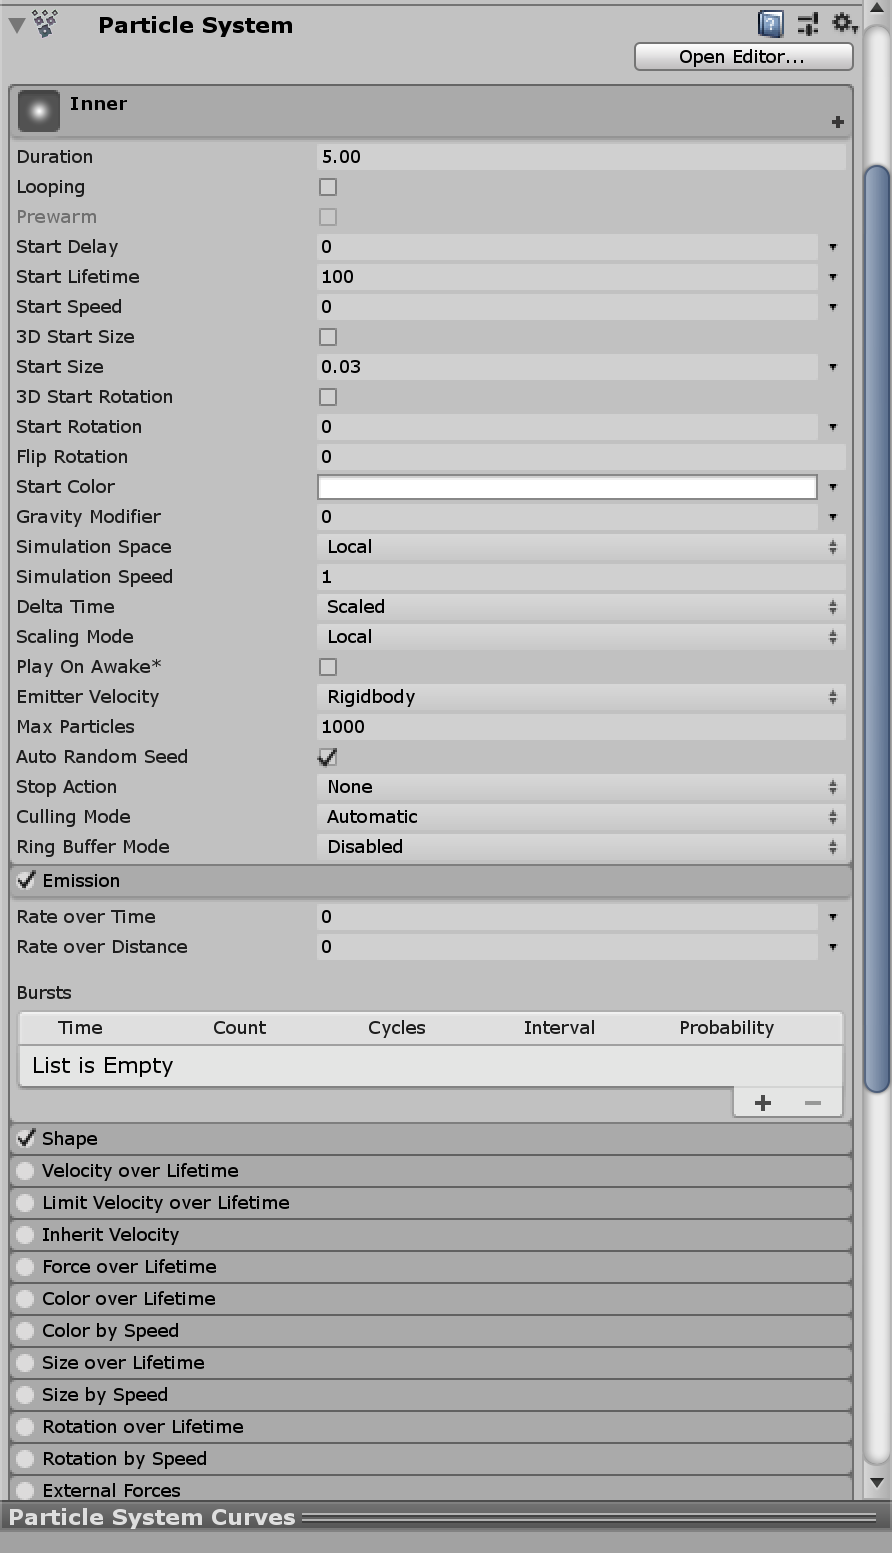 Particle System
Open Editor...
Inner
Duration 5.00
Looping
Prewarm
Start Delay 0
Start Lifetime 100
Start Speed 0
3D Start Size
Start Size 0.03
3D Start Rotation
Start Rotation 0
Flip Rotation 0
Start Color
Gravity Modifier 0
Simulation Space Local
Simulation Speed 1
Delta Time Scaled
Scaling Mode Local
Play On Awake*
Emitter Velocity Rigidbody
Max Particles 1000
Auto Random Seed
Stop Action None
Culling Mode Automatic
Ring Buffer Mode Disabled
Emission
Rate over Time 0
Rate over Distance 0
Bursts
Time Count Cycles Interval Probability
List is Empty
Shape
Velocity over Lifetime
Limit Velocity over Lifetime
Inherit Velocity
Force over Lifetime
Color over Lifetime
Color by Speed
Size over Lifetime
Size by Speed
Rotation over Lifetime
Rotation by Speed
External Forces
Particle System Curves